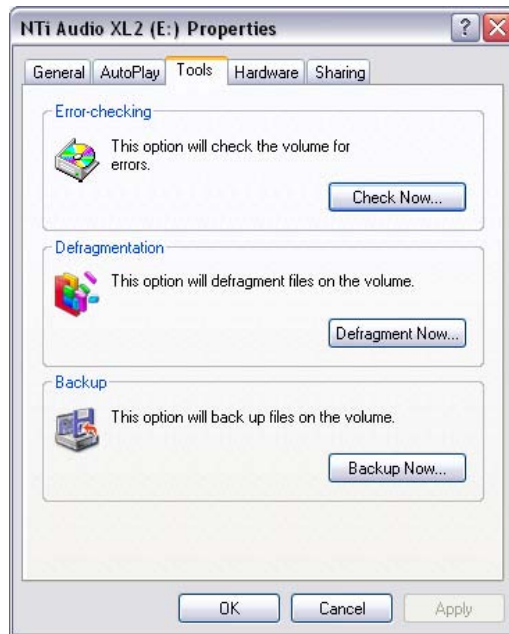 NTi Audio XL2 (E:) Properties
General AutoPlay Tools Hardware Sharing
Error-checking
This option will check the volume for
errors.
Check Now...
Defragmentation
This option will defragment files on the volume.
Defragment Now...
Backup
This option will back up files on the volume.
Backup Now...
OK Cancel Apply